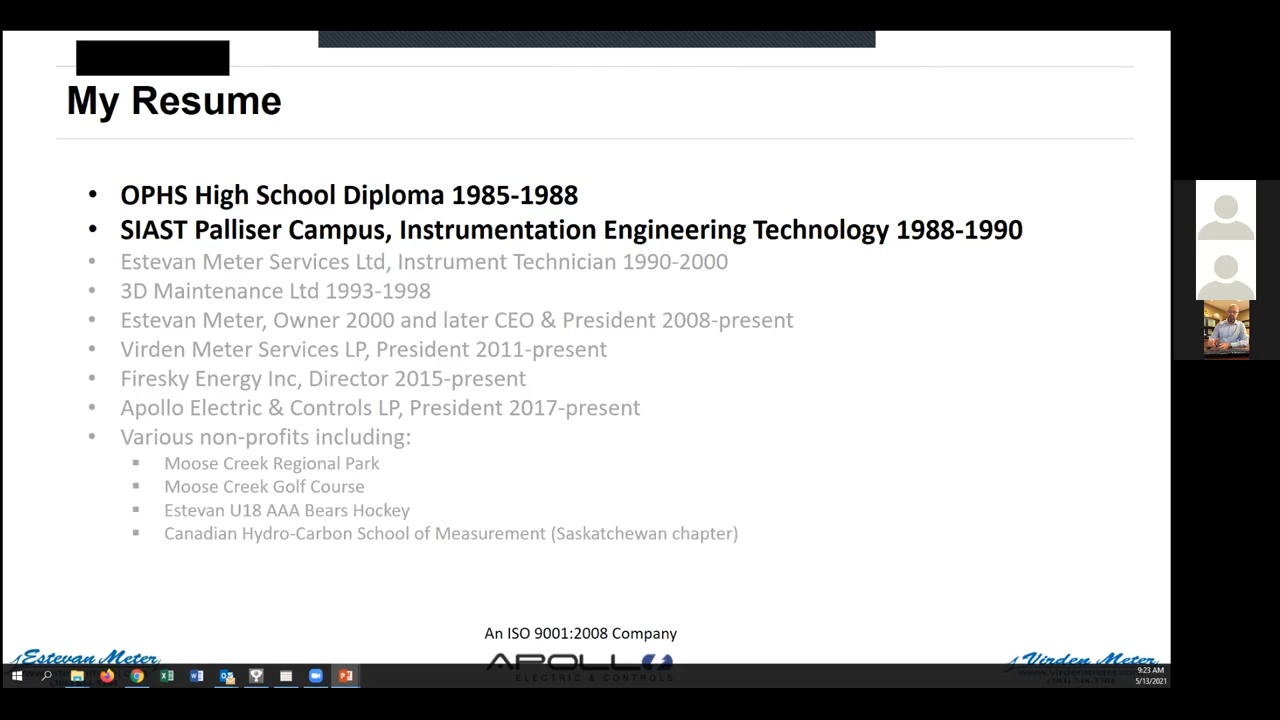 My Resume
• OPHS High School Diploma 1985-1988
• SIAST Palliser Campus, Instrumentation Engineering Technology 1988-1990
• Estevan Meter Services Ltd, Instrument Technician 1990-2000
• 3D Maintenance Ltd 1993-1998
• Estevan Meter, Owner 2000 and later CEO & President 2008-present
• Virden Meter Services LP, President 2011-present
• Firesky Energy Inc, Director 2015-present
• Apollo Electric & Controls LP, President 2017-present
• Various non-profits including:
▪ Moose Creek Regional Park
▪ Moose Creek Golf Course
▪ Estevan U18 AAA Bears Hockey
▪ Canadian Hydro-Carbon School of Measurement (Saskatchewan chapter)
An ISO 9001:2008 Company
Estevan Meter
APOLLO
ELECTRIC & CONTROLS
Virden Meter
9:23 AM
5/13/2021